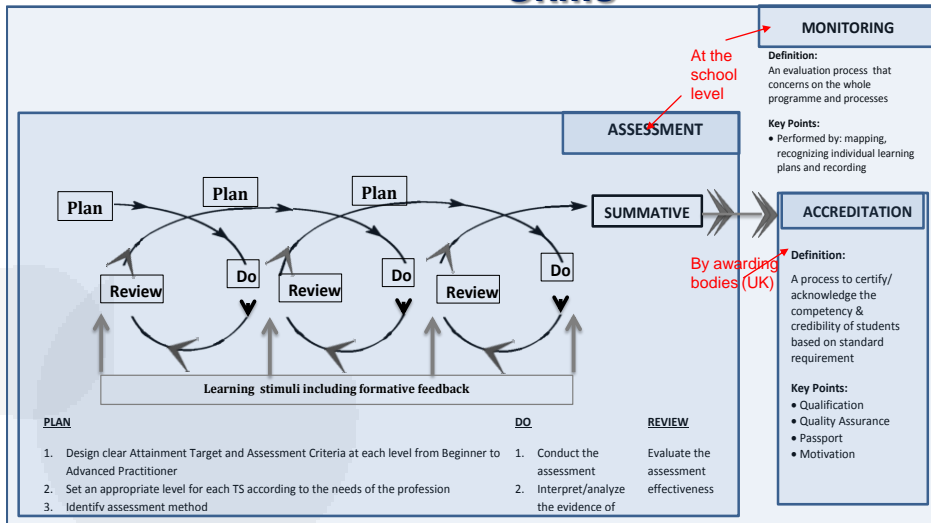 MONITORING
Definition:
An evaluation process that
concerns on the whole
programme and processes
Key Points:
• Performed by: mapping,
recognizing individual learning
plans and recording
At the
school
level
ASSESSMENT
Plan
Plan
Plan
Do
Do
Do
Review
Review
Review
SUMMATIVE
Learning stimuli including formative feedback
ACCREDITATION
By awarding
bodies (UK)
Definition:
A process to certify/
acknowledge the
competency &
credibility of students
based on standard
requirement
Key Points:
• Qualification
• Quality Assurance
• Passport
• Motivation
PLAN
1. Design clear Attainment Target and Assessment Criteria at each level from Beginner to
Advanced Practitioner
2. Set an appropriate level for each TS according to the needs of the profession
3. Identify assessment method
DO
1. Conduct the
assessment
2. Interpret/analyze
the evidence of
REVIEW
Evaluate the
assessment
effectiveness